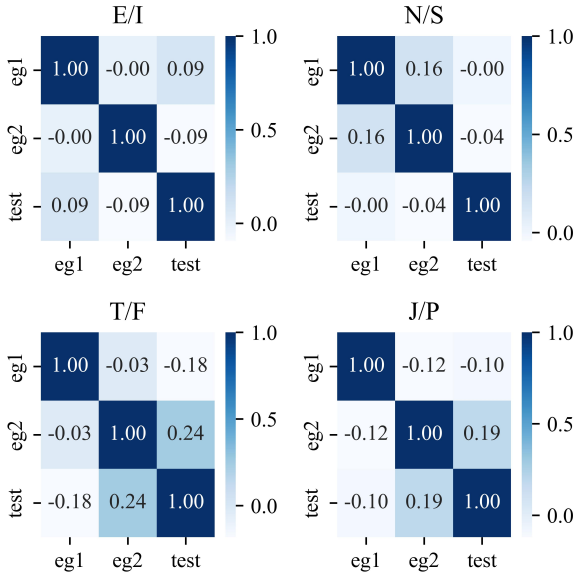 E/I
eg1 1.00 -0.00 0.09
eg2 -0.00 1.00 -0.09
test 0.09 -0.09 1.00
eg1 eg2 test
1.0
0.5
0.0
N/S
eg1 1.00 0.16 -0.00
eg2 0.16 1.00 -0.04
test -0.00 -0.04 1.00
eg1 eg2 test
1.0
0.5
0.0
T/F
eg1 1.00 -0.03 -0.18
eg2 -0.03 1.00 0.24
test -0.18 0.24 1.00
eg1 eg2 test
1.0
0.5
0.0
J/P
eg1 1.00 -0.12 -0.10
eg2 -0.12 1.00 0.19
test -0.10 0.19 1.00
eg1 eg2 test
1.0
0.5
0.0